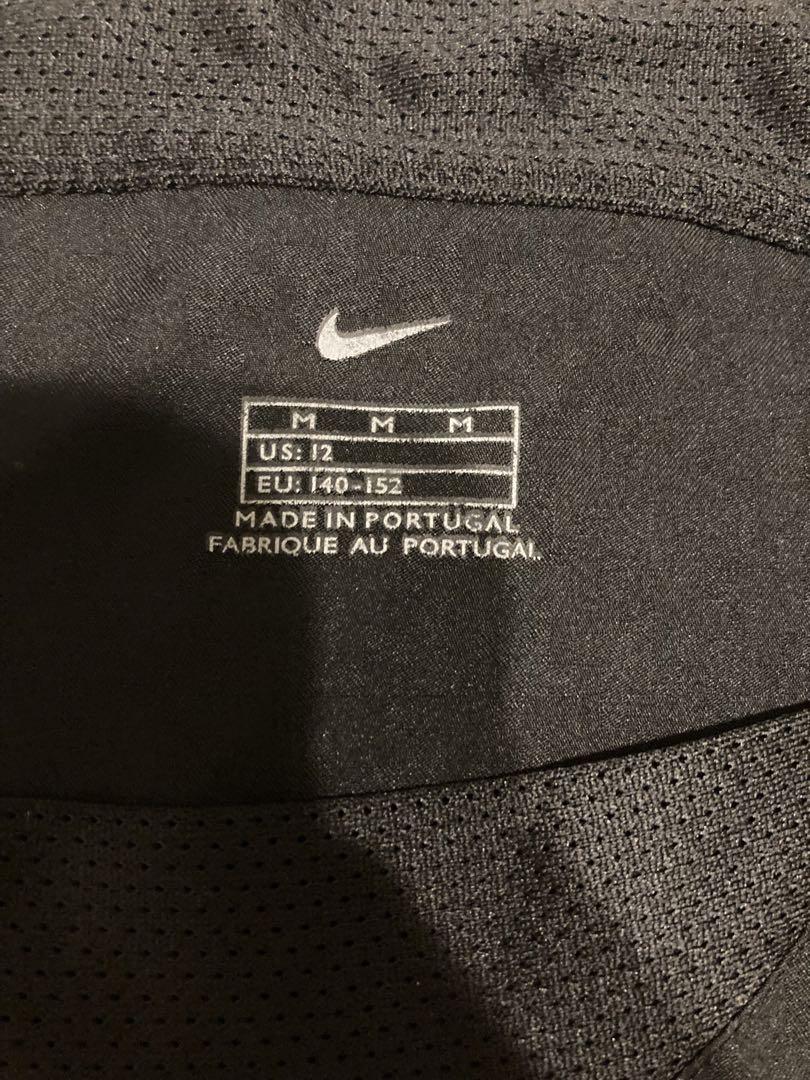 M M M
US: 12
EU: 140-152
MADE IN PORTUGAL
FABRIQUE AU PORTUGAL